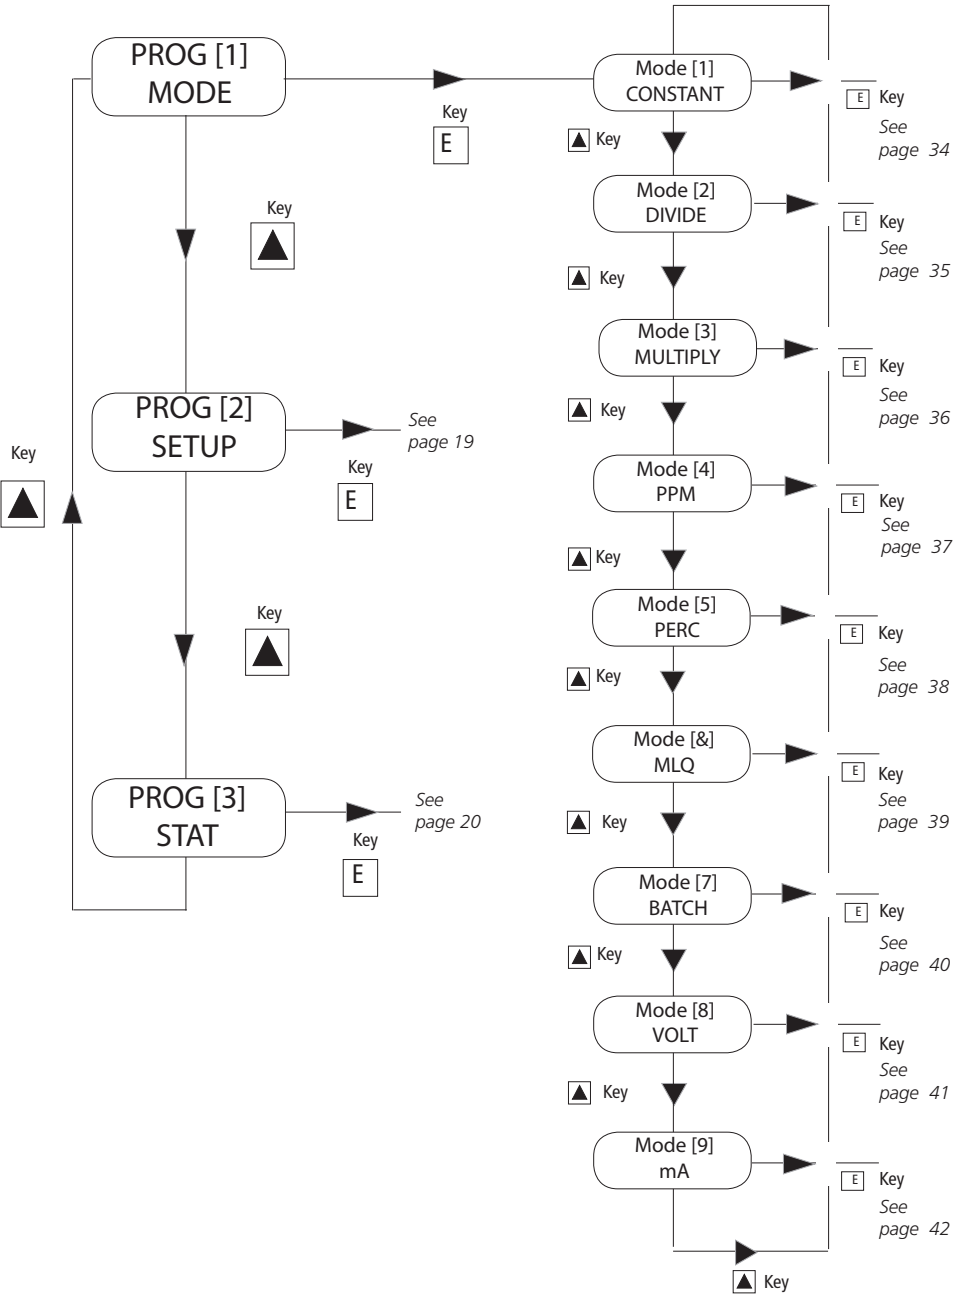 PROG [1]
MODE
Key
E
Key
PROG [2]
SETUP
See
page 19
Key
E
Key
Key
PROG [3]
STAT
See
page 20
Key
E
Mode [1]
CONSTANT
E Key
See
page 34
Key
Mode [2]
DIVIDE
E Key
See
page 35
Key
Mode [3]
MULTIPLY
E Key
See
page 36
Key
Mode [4]
PPM
E Key
See
page 37
Key
Mode [5]
PERC
E Key
See
page 38
Key
Mode [&]
MLQ
E Key
See
page 39
Key
Mode [7]
BATCH
E Key
See
page 40
Key
Mode [8]
VOLT
E Key
See
page 41
Key
Mode [9]
mA
E Key
See
page 42
Key